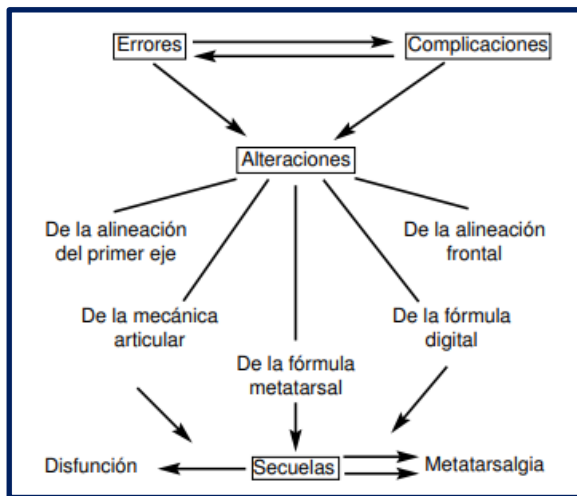 Errores
Complicaciones
Alteraciones
De la alineación
del primer eje
De la alineación
frontal
De la mecánica
articular
De la fórmula
digital
De la fórmula
metatarsal
Disfunción
Secuelas
Metatarsalgia